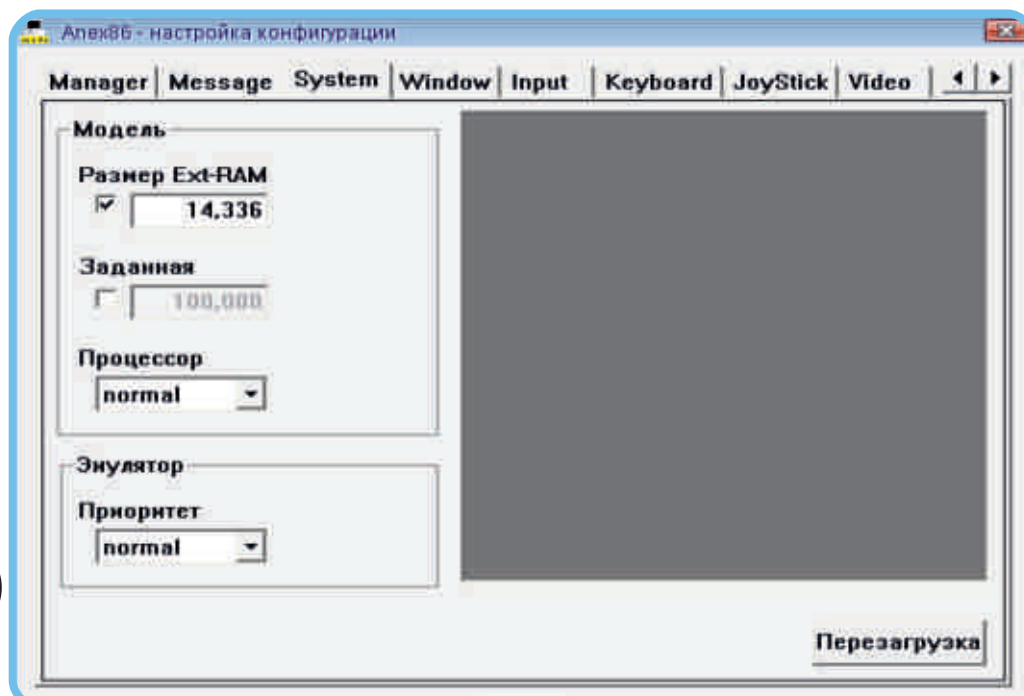 Anex86 - настройка конфигурации
Manager Message System Window Input Keyboard JoyStick Video
Модель
Размер Ext-RAM
14,336
Заданная
100,000
Процессор
normal
Энулятор
Приоритет
normal
Перезагрузка